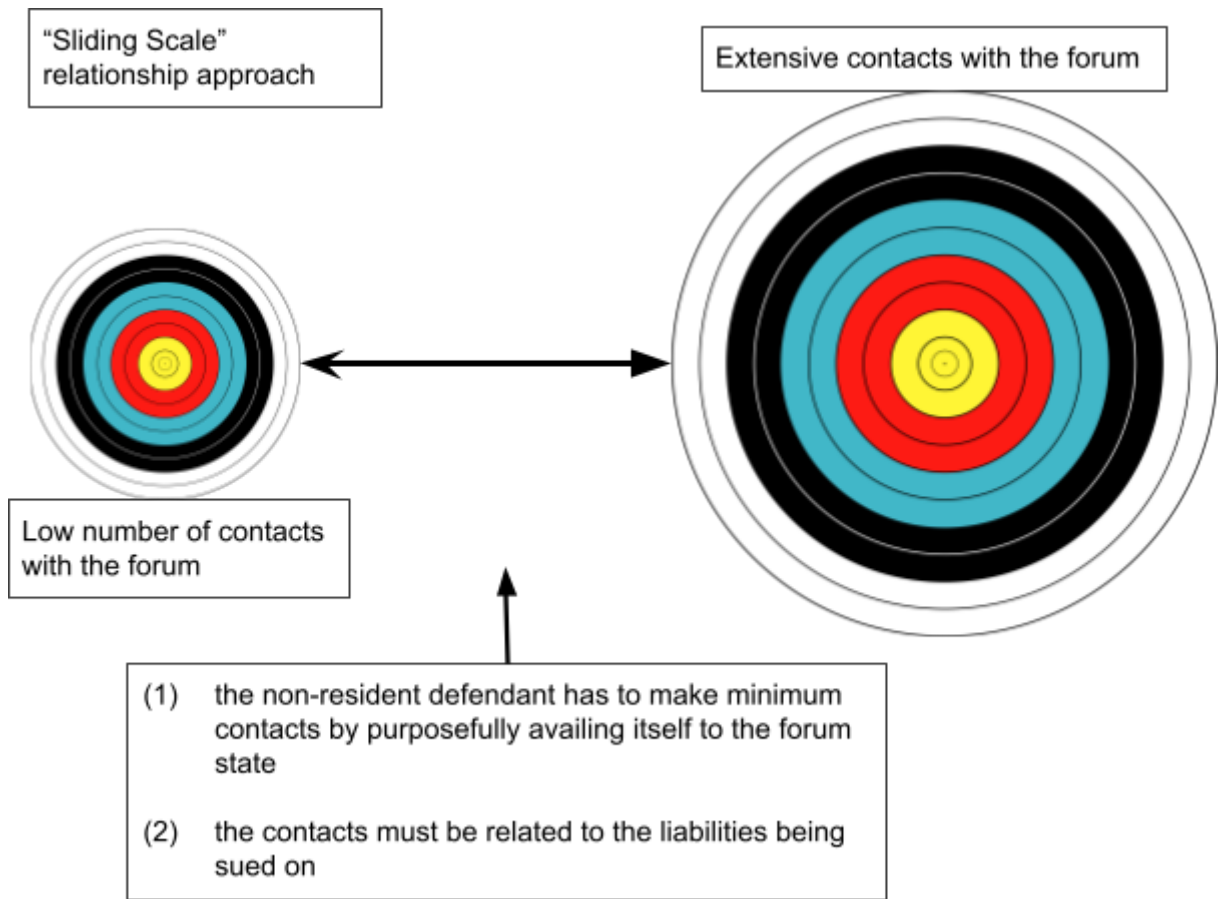 “Sliding Scale”
relationship approach
Extensive contacts with the forum
Low number of contacts
with the forum
(1) the non-resident defendant has to make minimum
contacts by purposefully availing itself to the forum
state
(2) the contacts must be related to the liabilities being
sued on